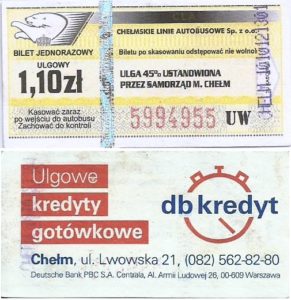 CŁA
CHEŁMSKIE LINIE AUTOBUSOWE Sp. z o.o.
BILET JEDNORAZOWY
Biletu po skasowaniu odstępować nie wolno
ULGOWY
1,10zł
ULGA 45% USTANOWIONA
PRZEZ SAMORZĄD M. CHEŁM
Kasować zaraz
po wejściu do autobusu
Zachować do kontroli
5994955 UW
Ulgowe
kredyty
gotówkowe
db kredyt
Chełm, ul. Lwowska 21, (082) 562-82-80
Deutsche Bank PBC S.A. Centrala, Al. Armii Ludowej 26, 00-609 Warszawa